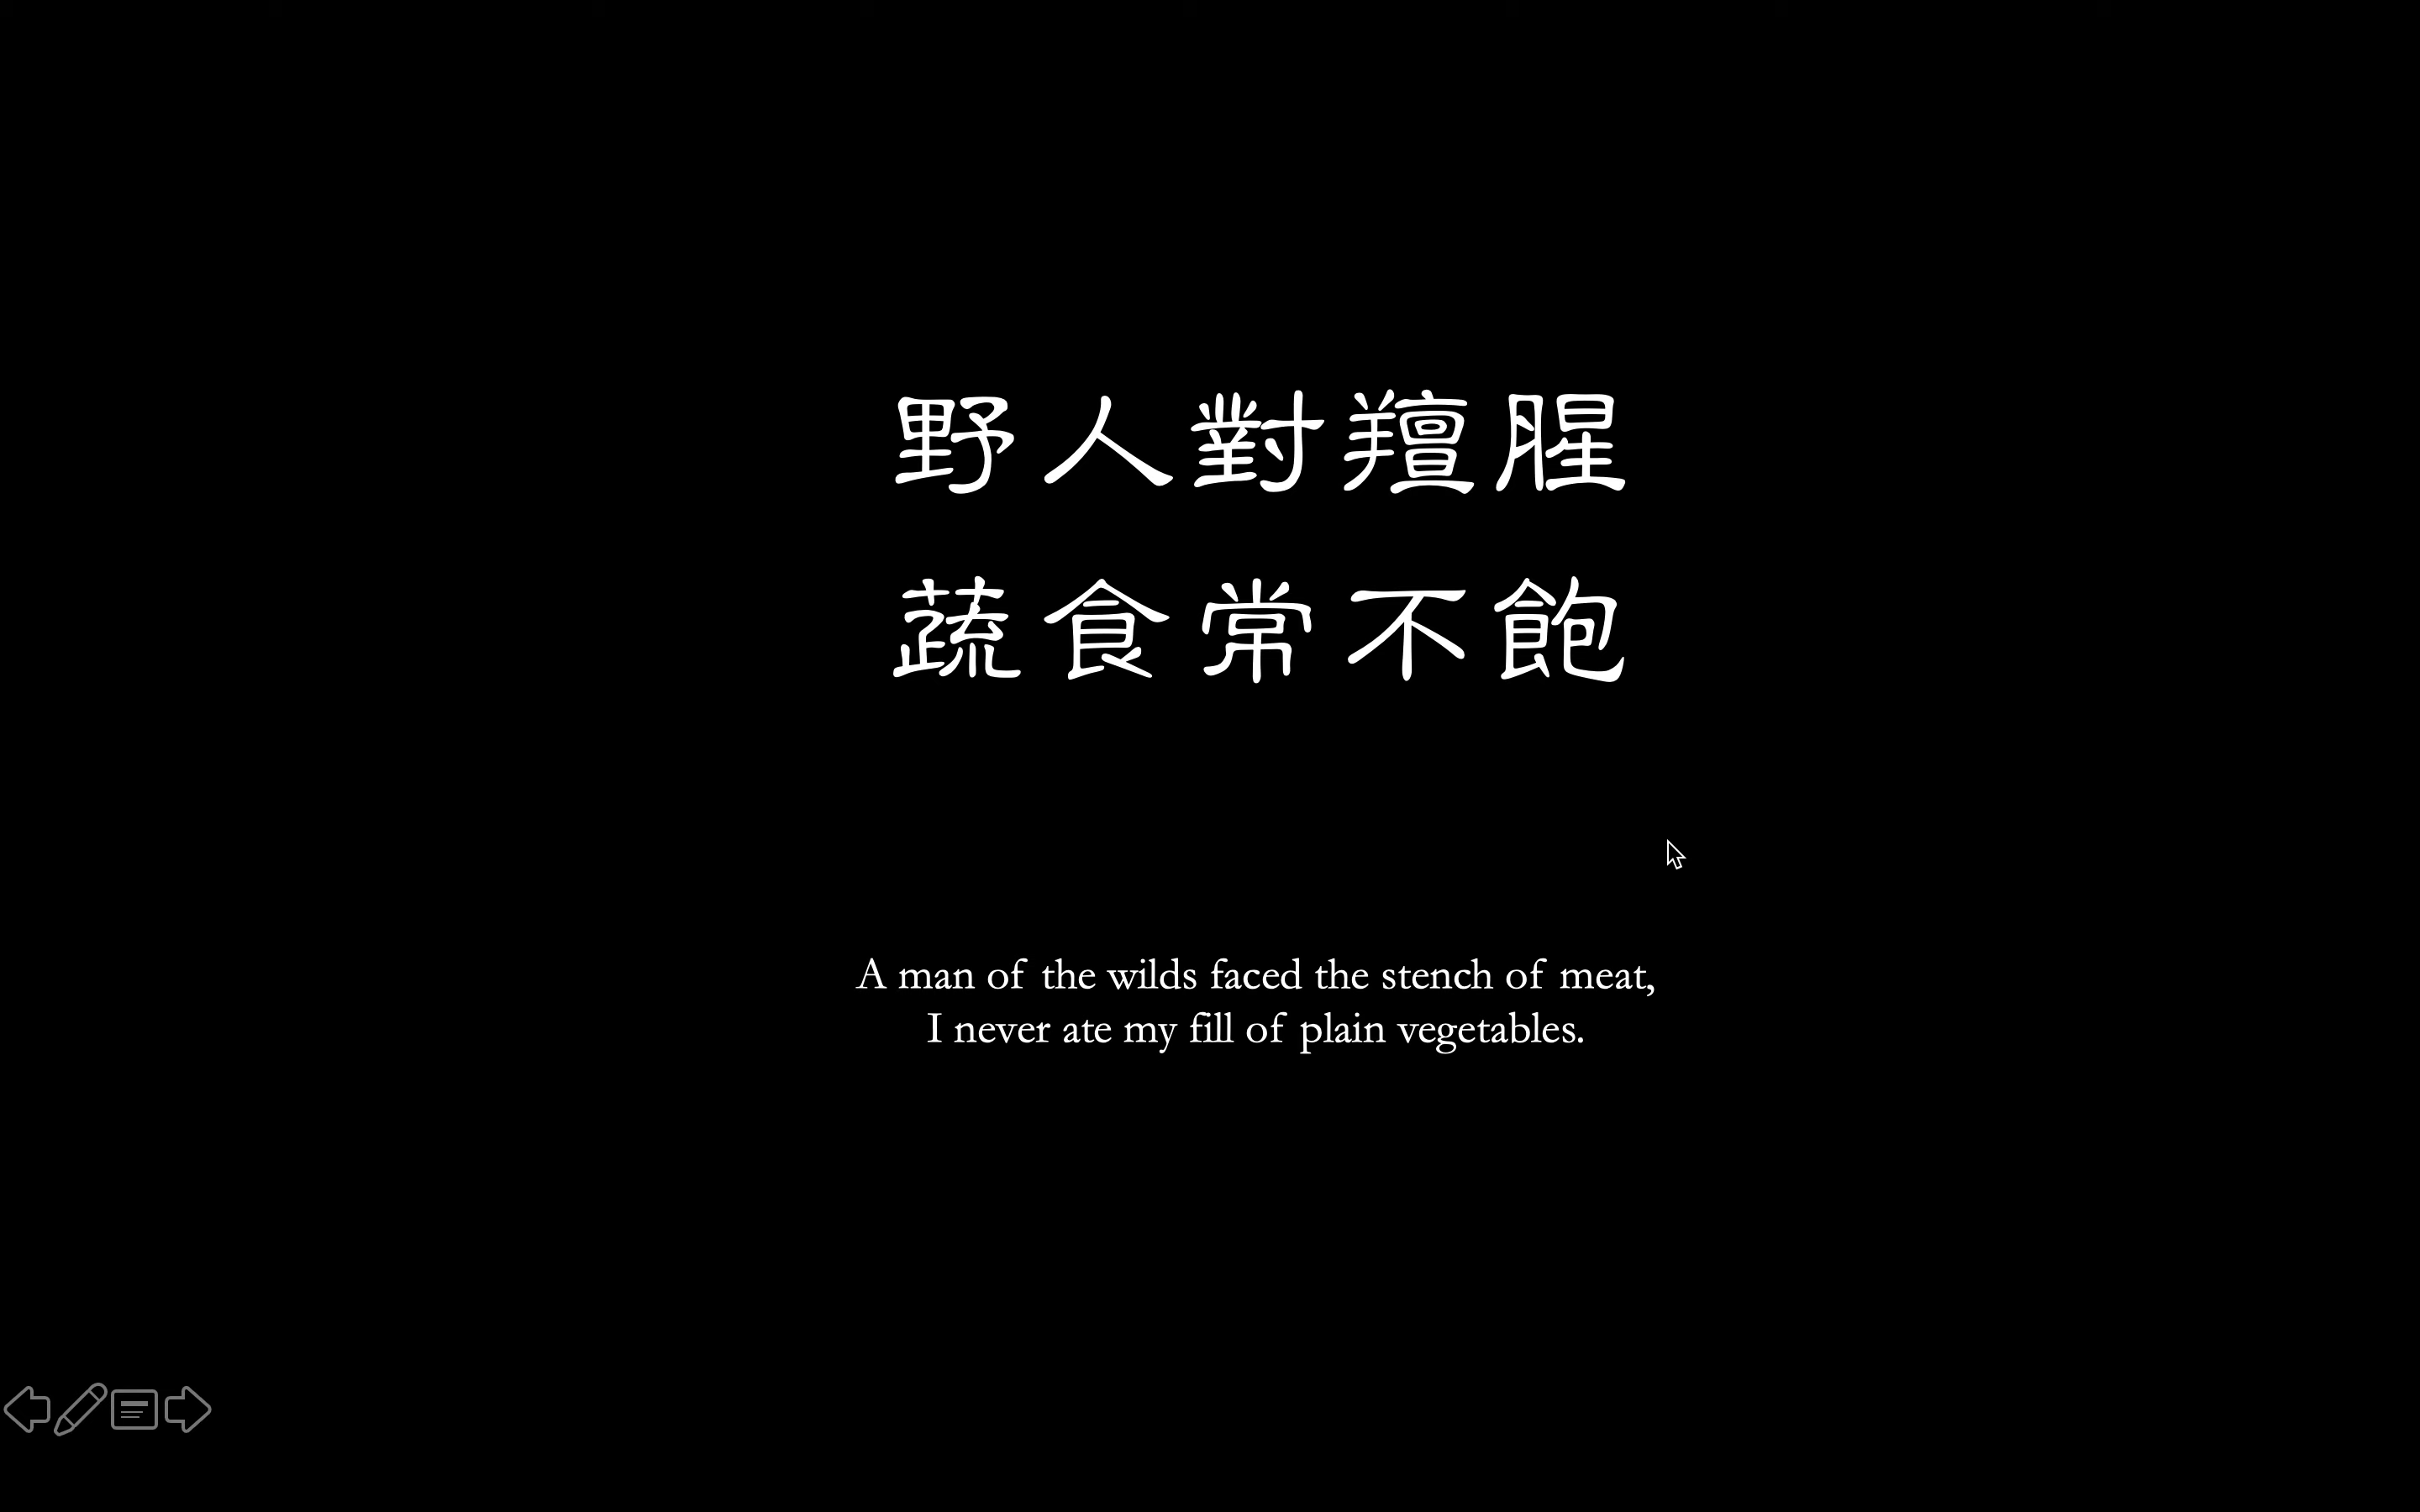 野人對羶腥
蔬食常不飽
A man of the wilds faced the stench of meat,
I never ate my fill of plain vegetables.